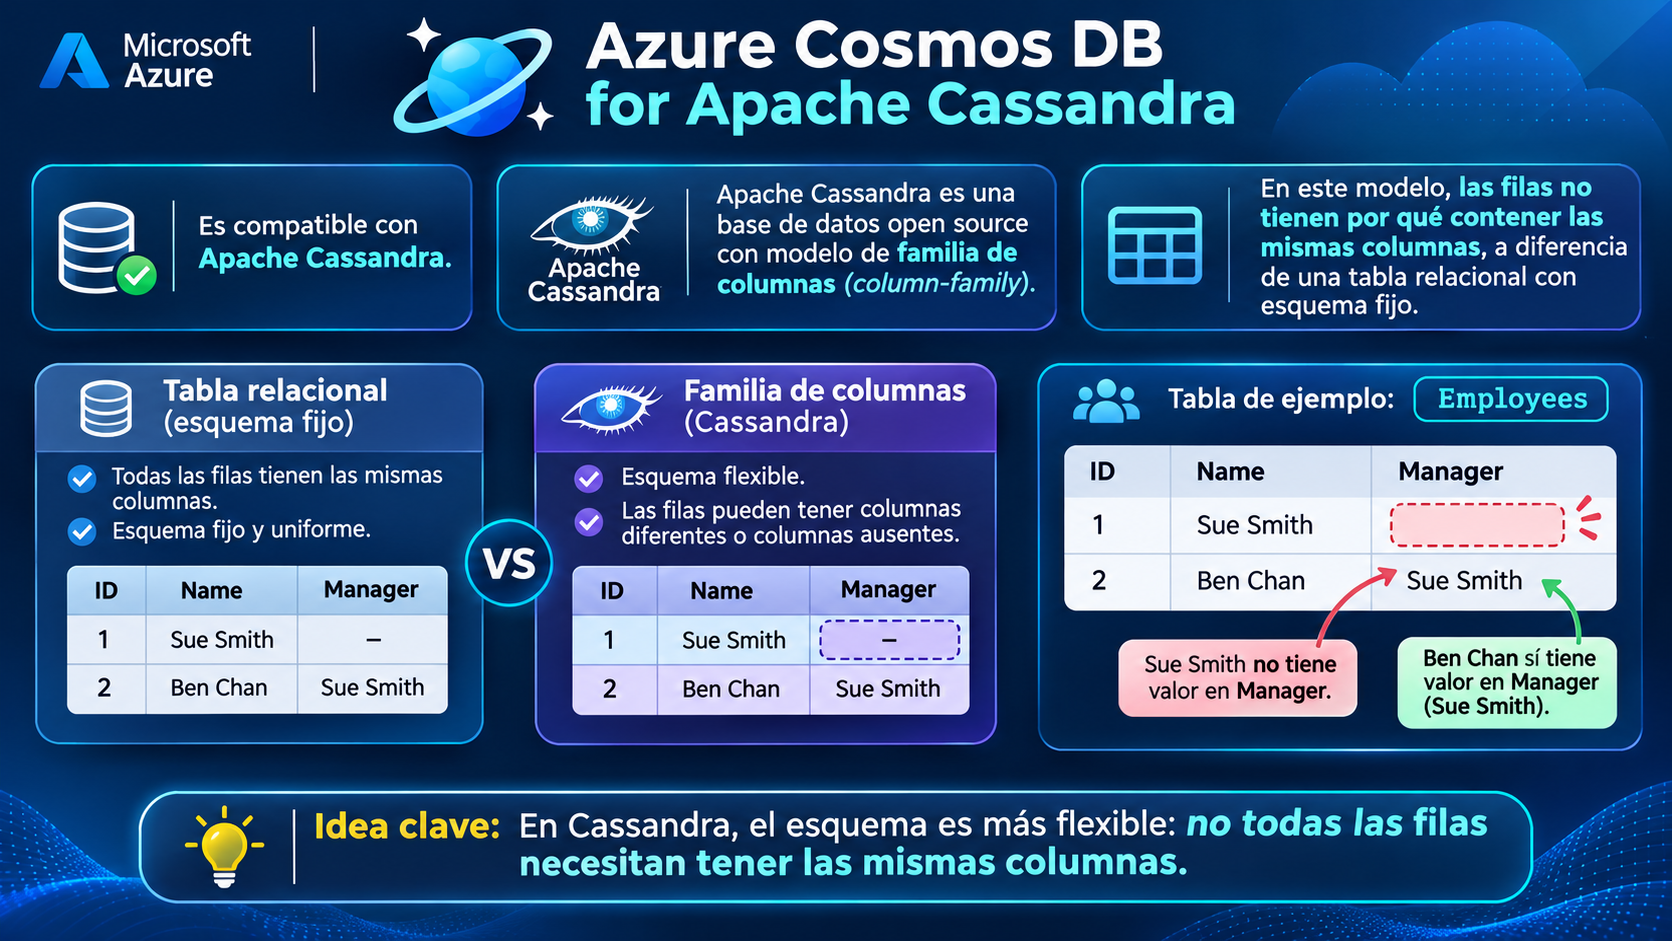 Microsoft
Azure
Azure Cosmos DB
for Apache Cassandra
Es compatible con
Apache Cassandra.
Apache
Cassandra
Apache Cassandra es una
base de datos open source
con modelo de familia de
columnas (column-family).
En este modelo, las filas no
tienen por qué contener las
mismas columnas, a diferencia
de una tabla relacional con
esquema fijo.
Tabla relacional
(esquema fijo)
Todas las filas tienen las mismas
columnas.
Esquema fijo y uniforme.
ID Name Manager
1 Sue Smith –
2 Ben Chan Sue Smith
VS
Familia de columnas
(Cassandra)
Esquema flexible.
Las filas pueden tener columnas
diferentes o columnas ausentes.
ID Name Manager
1 Sue Smith –
2 Ben Chan Sue Smith
Tabla de ejemplo: Employees
ID Name Manager
1 Sue Smith
2 Ben Chan Sue Smith
Sue Smith no tiene
valor en Manager.
Ben Chan sí tiene
valor en Manager
(Sue Smith).
Idea clave: En Cassandra, el esquema es más flexible: no todas las filas
necesitan tener las mismas columnas.